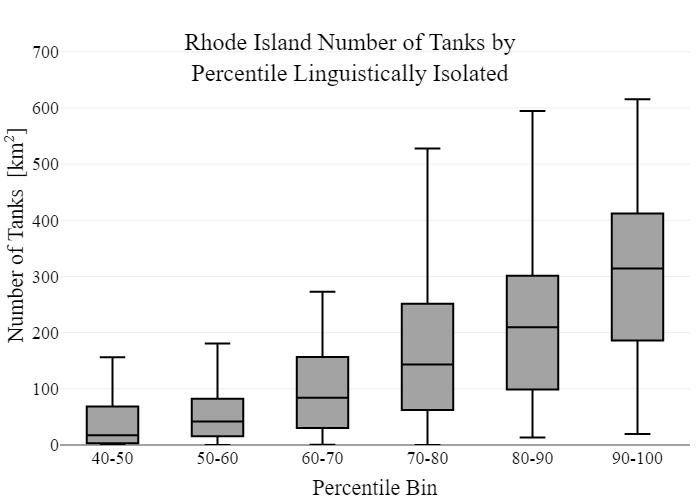 Rhode Island Number of Tanks by
Percentile Linguistically Isolated
Number of Tanks [km²]
700
600
500
400
300
200
100
0
40-50 50-60 60-70 70-80 80-90 90-100
Percentile Bin